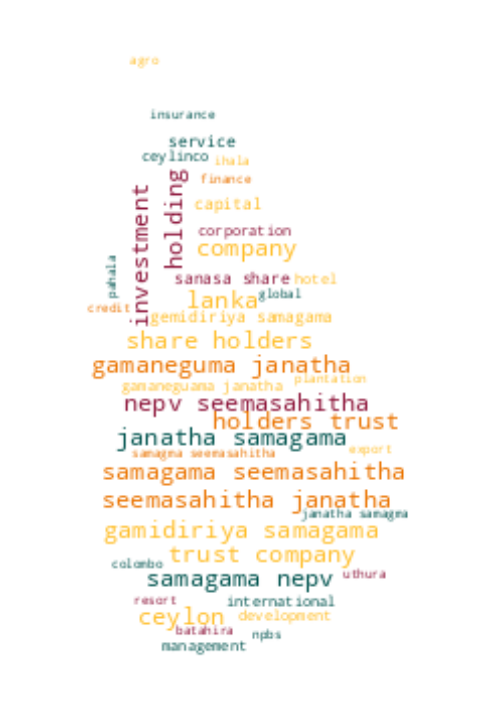 agro
insurance
service
ceylinco
ihala
finance
investment
holding
capital
corporation
company
pahala
sanasa share
hotel
lanka
global
credit
gemidiriya samagama
share holders
gamaneguma janatha
plantation
gamaneguama janatha
nepv seemasahitha
holders trust
janatha samagama
export
samagma seemasahitha
samagama seemasahitha
seemasahitha janatha
janatha samagma
gamidiriya samagama
trust company
colombo
samagama nepv
uthura
resort
international
ceylon
development
batahira
npbs
management